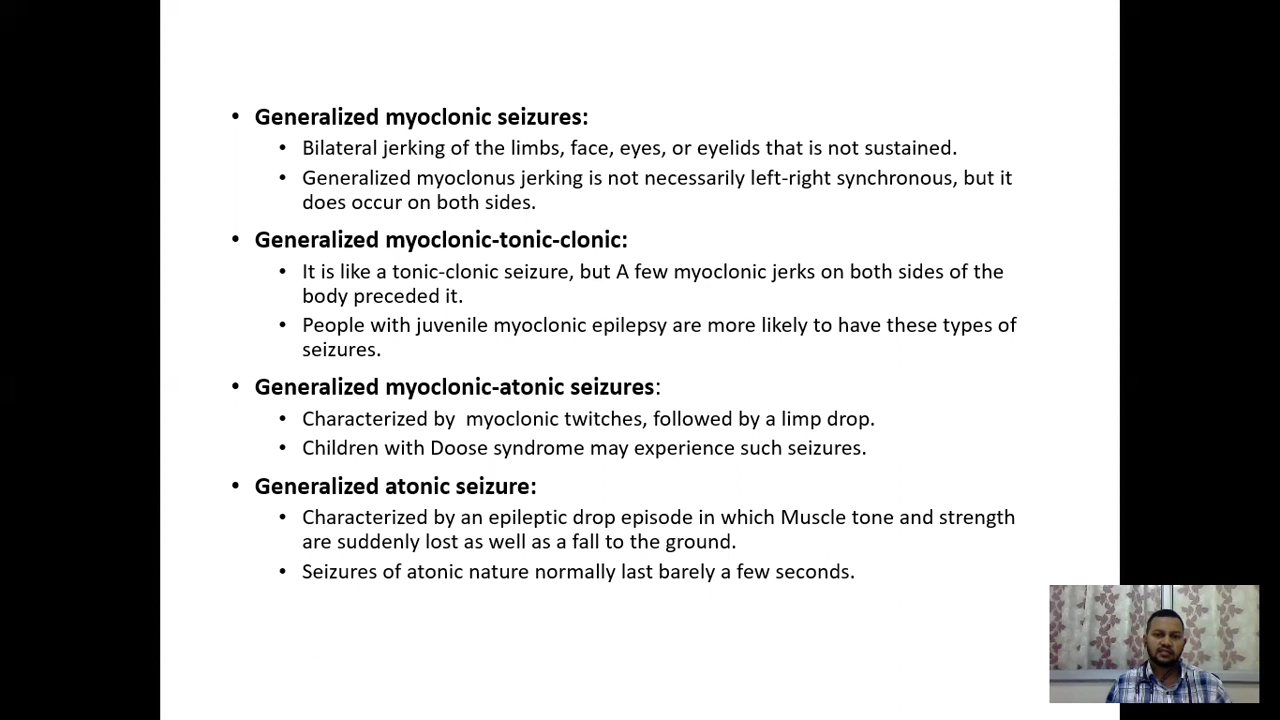 • Generalized myoclonic seizures:
• Bilateral jerking of the limbs, face, eyes, or eyelids that is not sustained.
• Generalized myoclonus jerking is not necessarily left-right synchronous, but it
does occur on both sides.
• Generalized myoclonic-tonic-clonic:
• It is like a tonic-clonic seizure, but A few myoclonic jerks on both sides of the
body preceded it.
• People with juvenile myoclonic epilepsy are more likely to have these types of
seizures.
• Generalized myoclonic-atonic seizures:
• Characterized by  myoclonic twitches, followed by a limp drop.
• Children with Doose syndrome may experience such seizures.
• Generalized atonic seizure:
• Characterized by an epileptic drop episode in which Muscle tone and strength
are suddenly lost as well as a fall to the ground.
• Seizures of atonic nature normally last barely a few seconds.